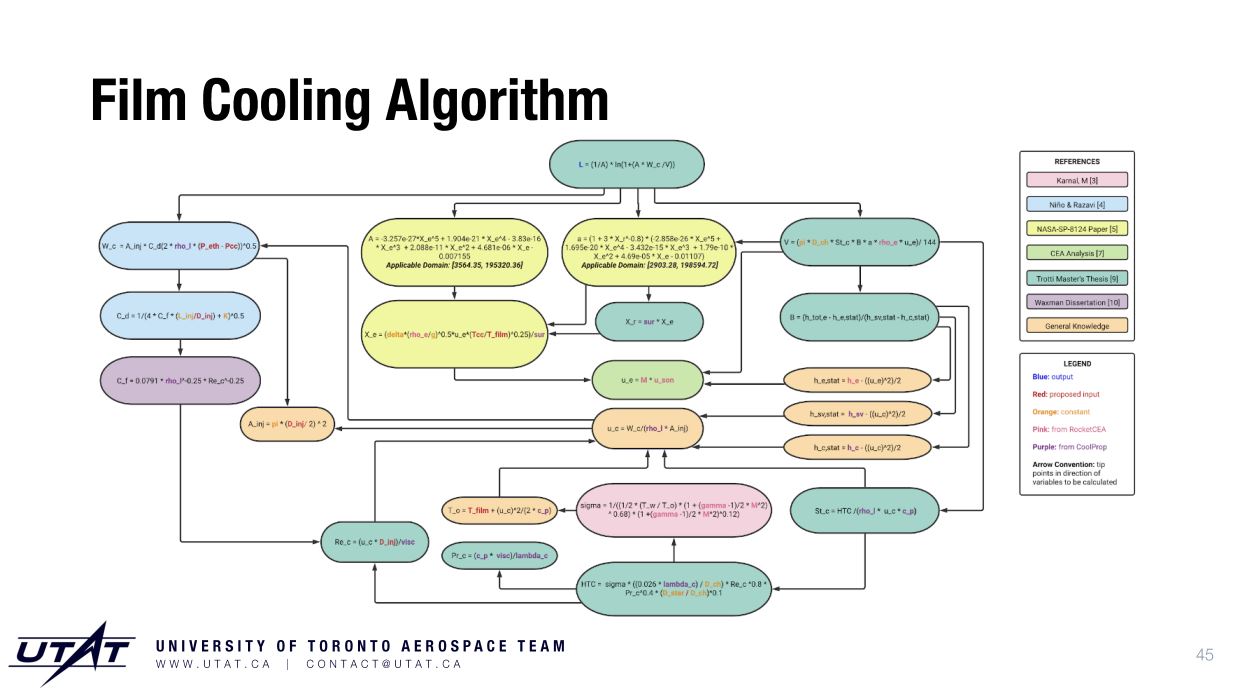 Film Cooling Algorithm
L = (1/A) * ln(1+(A * W_c /V))
W_c = A_inj * C_d(2 * rho_l * (P_eth - Pcc))^0.5
A = -3.257e-27*X_e^5 + 1.904e-21 * X_e^4 - 3.83e-16
* X_e^3 + 2.088e-11 * X_e^2 + 4.681e-06 * X_e -
0.007155
Applicable Domain: [3564.35, 195320.36]
a = (1 + 3 * X_r^-0.8) * (-2.858e-26 * X_e^5 +
1.695e-20 * X_e^4 - 3.432e-15 * X_e^3 + 1.79e-10 *
X_e^2 + 4.69e-05 * X_e - 0.01107)
Applicable Domain: [2903.28, 198594.72]
V = (pi * D_ch * St_c * B * a * rho_e * u_e)/ 144
C_d = 1/(4 * C_f * (L_inj/D_inj) + K)^0.5
X_e = (delta*(rho_e/g)^0.5*u_e*(Tcc/T_film)^0.25)/sur
X_r = sur * X_e
B = (h_tot,e - h_e,stat)/(h_sv,stat - h_c,stat)
C_f = 0.0791 * rho_l^-0.25 * Re_c^-0.25
u_e = M * u_son
h_e,stat = h_e - ((u_e)^2)/2
A_inj = pi * (D_inj/ 2) ^ 2
u_c = W_c/(rho_l * A_inj)
h_sv,stat = h_sv - ((u_c)^2)/2
h_c,stat = h_c - ((u_c)^2)/2
T_o = T_film + (u_c)^2/(2 * c_p)
sigma = 1/((1/2 * (T_w / T_o) * (1 + (gamma -1)/2 * M^2)
^ 0.68) * (1 +(gamma -1)/2 * M^2)^0.12)
St_c = HTC /(rho_l * u_c * c_p)
Re_c = (u_c * D_inj)/visc
Pr_c = (c_p * visc)/lambda_c
HTC = sigma * ((0.026 * lambda_c) / D_ch) * Re_c ^0.8 *
Pr_c^0.4 * (D_star / D_ch)^0.1
REFERENCES
Karnal, M [3]
Niño & Razavi [4]
NASA-SP-8124 Paper [5]
CEA Analysis [7]
Trotti Master's Thesis [9]
Waxman Dissertation [10]
General Knowledge
LEGEND
Blue: output
Red: proposed input
Orange: constant
Pink: from RocketCEA
Purple: from CoolProp
Arrow Convention: tip
points in direction of
variables to be calculated
UTAT
UNIVERSITY OF TORONTO AEROSPACE TEAM
WWW.UTAT.CA | CONTACT@UTAT.CA
45